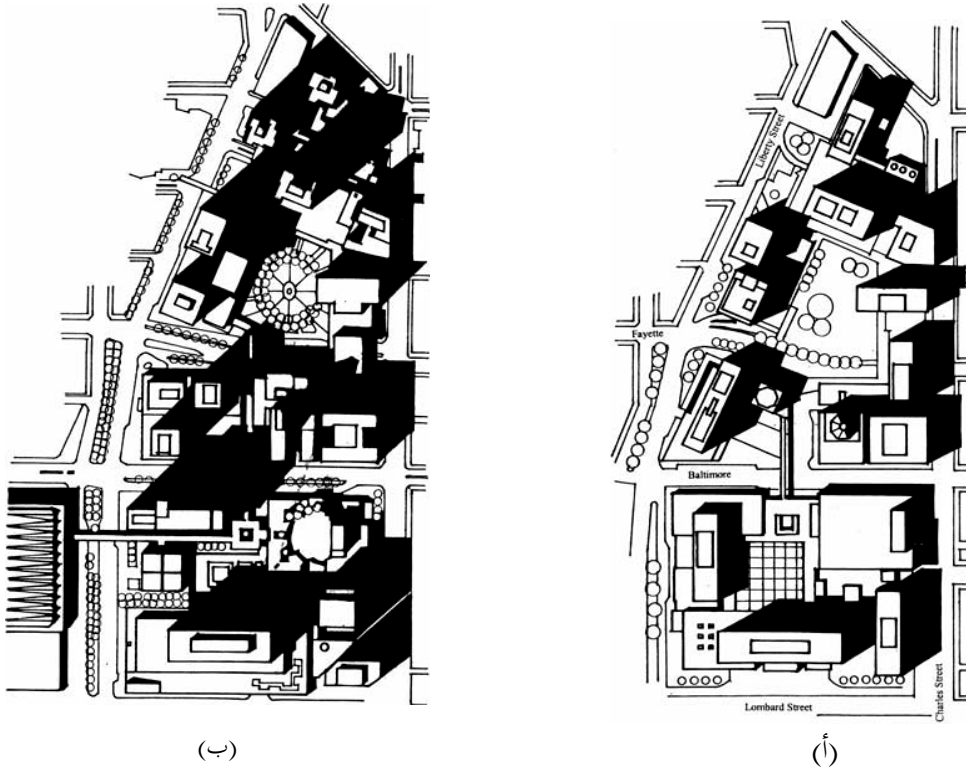 Liberty Street
Fayette
Baltimore
Lombard Street
Charles Street
(أ)
(ب)